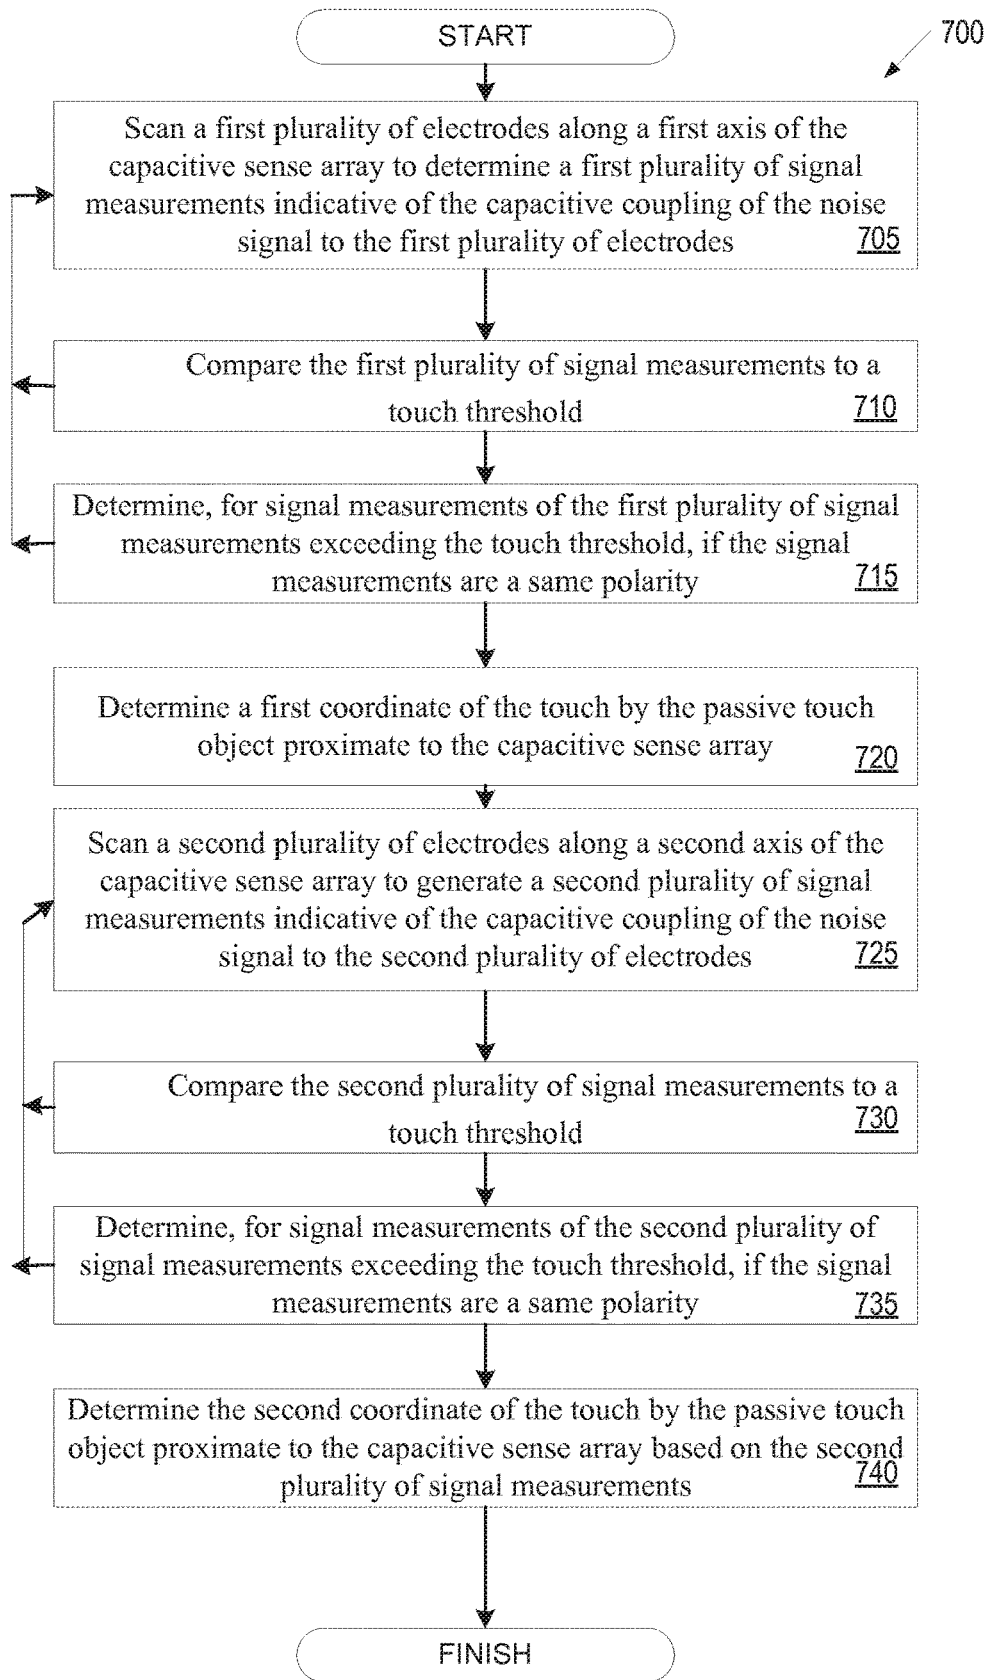 START
700
Scan a first plurality of electrodes along a first axis of the
capacitive sense array to determine a first plurality of signal
measurements indicative of the capacitive coupling of the noise
signal to the first plurality of electrodes
705
Compare the first plurality of signal measurements to a
touch threshold
710
Determine, for signal measurements of the first plurality of signal
measurements exceeding the touch threshold, if the signal
measurements are a same polarity
715
Determine a first coordinate of the touch by the passive touch
object proximate to the capacitive sense array
720
Scan a second plurality of electrodes along a second axis of the
capacitive sense array to generate a second plurality of signal
measurements indicative of the capacitive coupling of the noise
signal to the second plurality of electrodes
725
Compare the second plurality of signal measurements to a
touch threshold
730
Determine, for signal measurements of the second plurality of
signal measurements exceeding the touch threshold, if the signal
measurements are a same polarity
735
Determine the second coordinate of the touch by the passive touch
object proximate to the capacitive sense array based on the second
plurality of signal measurements
740
FINISH